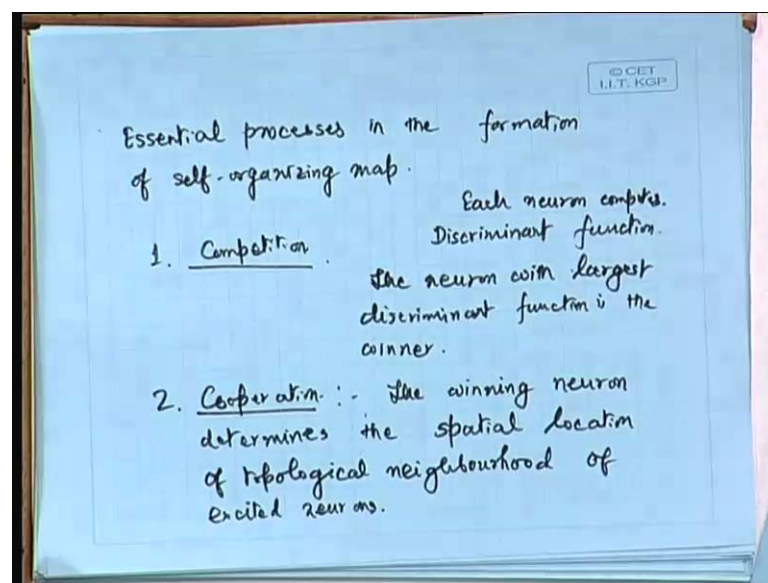 © CET
I.I.T. KGP
Essential processes in the formation
of self-organizing map.
Each neuron computes.
1. Competition. Discriminant function.
The neuron with largest
discriminant function is the
winner.
2. Cooperation :- The winning neuron
determines the spatial location
of topological neighbourhood of
excited neurons.